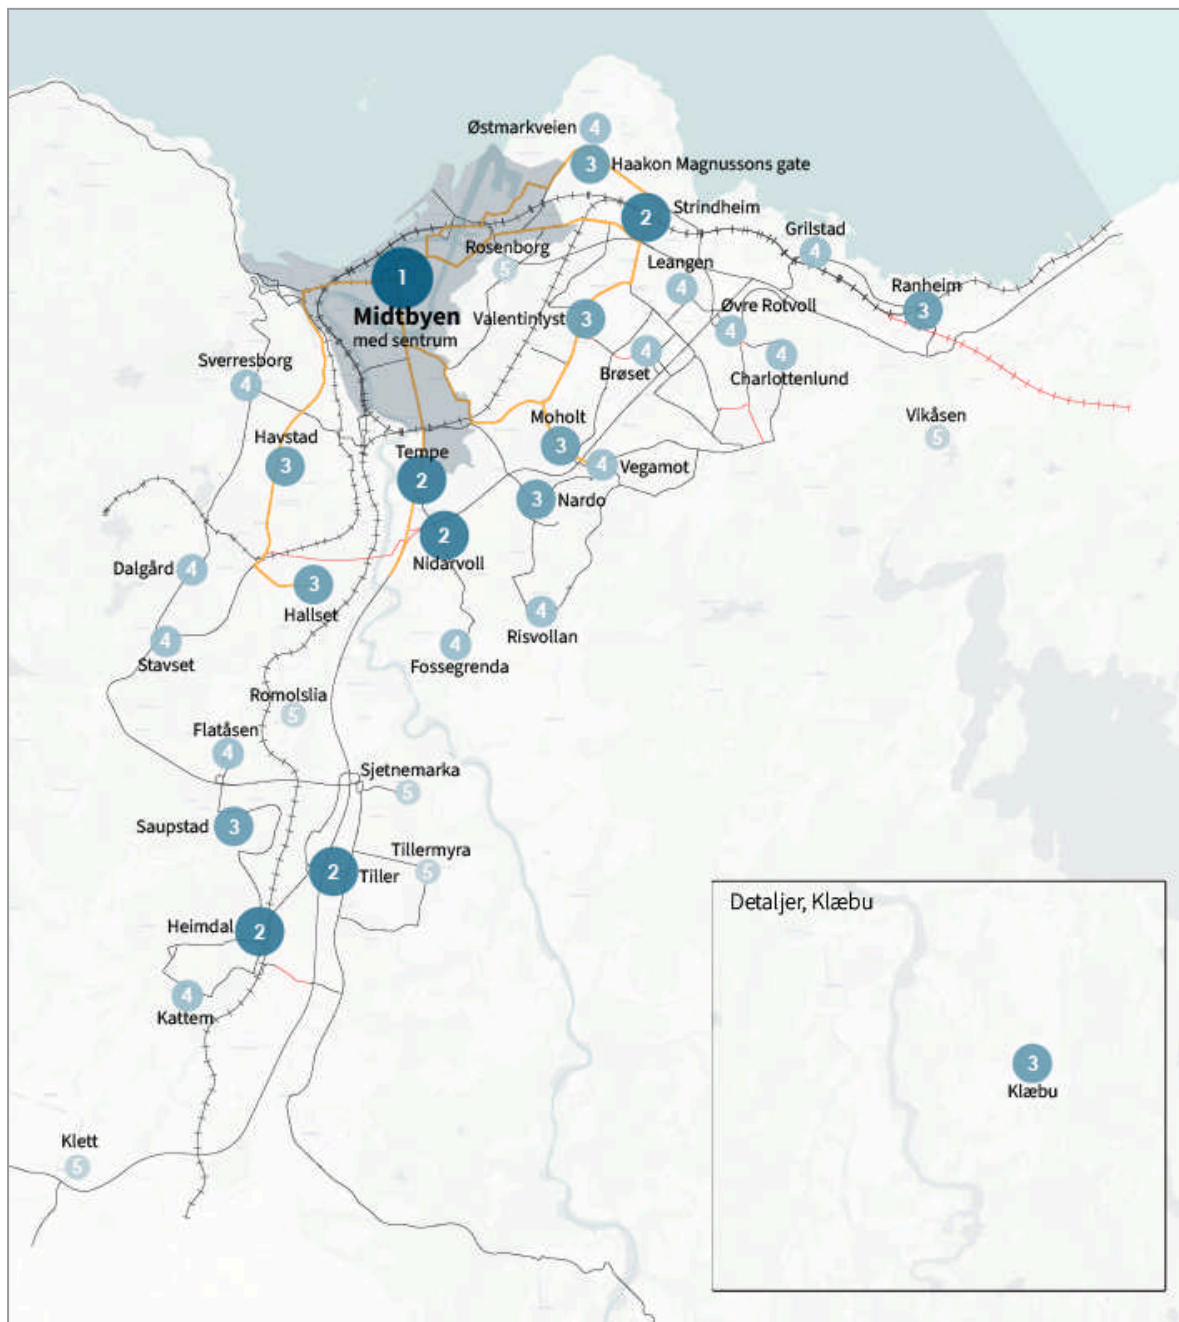 Østmarkveien
4
3
Haakon Magnussons gate
2
Strindheim
Grilstad
4
Rosenborg
5
Leangen
4
1
Midtbyen
med sentrum
Ranheim
3
Valentinlyst
3
Øvre Rotvoll
4
Brøset
4
4
Charlottenlund
Sverresborg
4
Vikåsen
5
Havstad
3
Moholt
3
4
Vegamot
Tempe
2
3
Nardo
2
Nidarvoll
Dalgård
4
3
Hallset
4
Risvollan
4
Stavset
4
Fossegrenda
Romolslia
5
Flatåsen
4
Sjetnemarka
5
Saupstad
3
Tillermyra
5
2
Tiller
Heimdal
2
4
Kattem
Klett
5
Detaljer, Klæbu
3
Klæbu